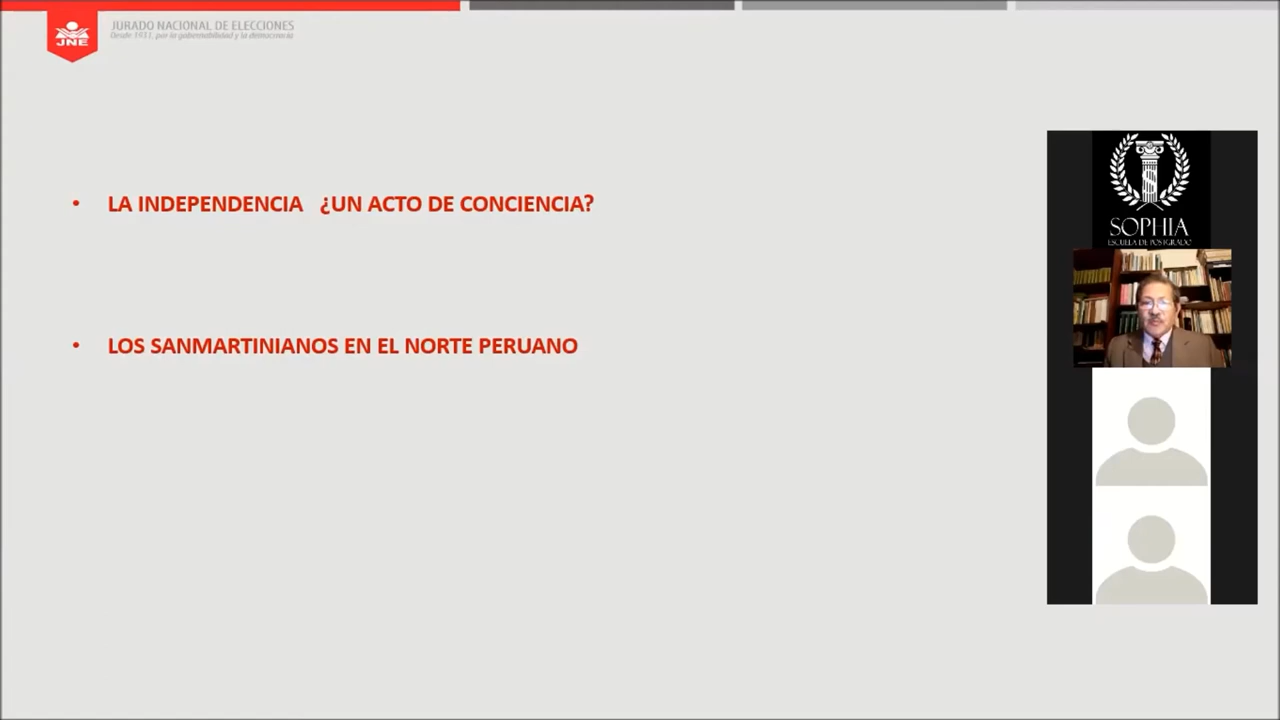 JURADO NACIONAL DE ELECCIONES
Desde 1931, por la gobernabilidad y la democracia
JNE
• LA INDEPENDENCIA ¿UN ACTO DE CONCIENCIA?
• LOS SANMARTINIANOS EN EL NORTE PERUANO
SOPHIA
ESCUELA DE POSTGRADO